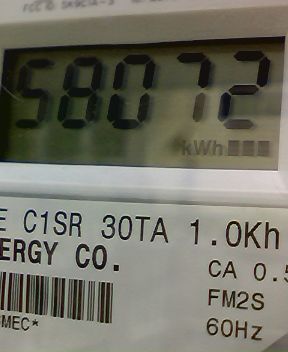 58072
kWh
E C1SR 30TA 1.0Kh
ERGY CO.
CA 0.5
FM2S
MEC*
60Hz